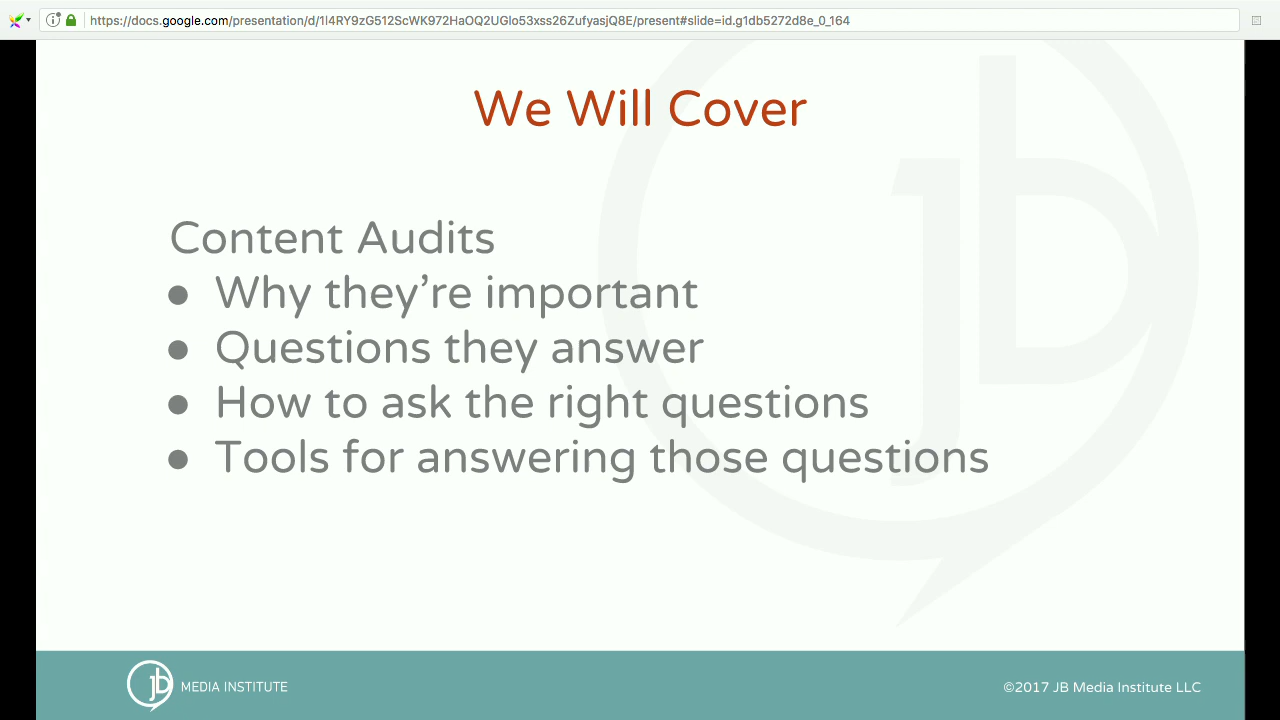 https://docs.google.com/presentation/d/1l4RY9zG512ScWK972HaOQ2UGlo53xss26ZufyasjQ8E/present#slide=id.g1db5272d8e_0_164
We Will Cover
Content Audits
● Why they’re important
● Questions they answer
● How to ask the right questions
● Tools for answering those questions
jb
jb MEDIA INSTITUTE
©2017 JB Media Institute LLC